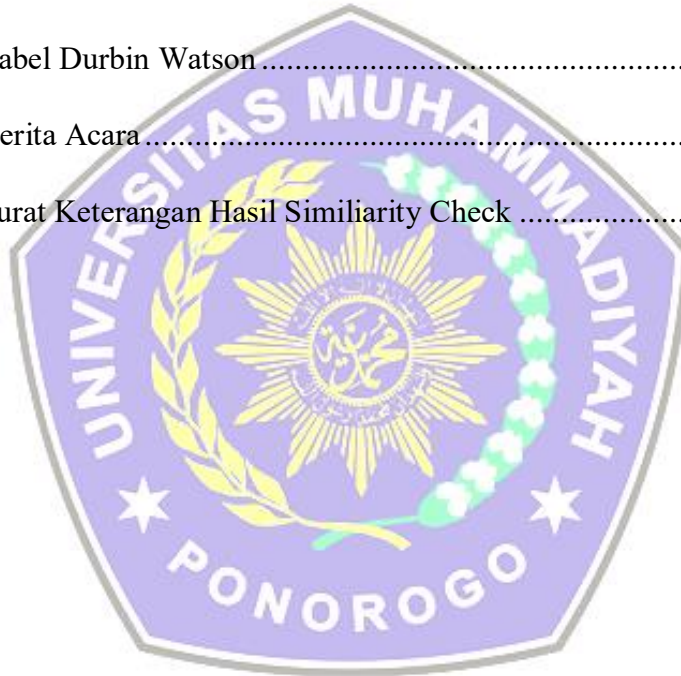 abel Durbin Watson
erita Acara
urat Keterangan Hasil Similiarity Check
UNIVERSITAS MUHAMMADIYAH
PONOROGO